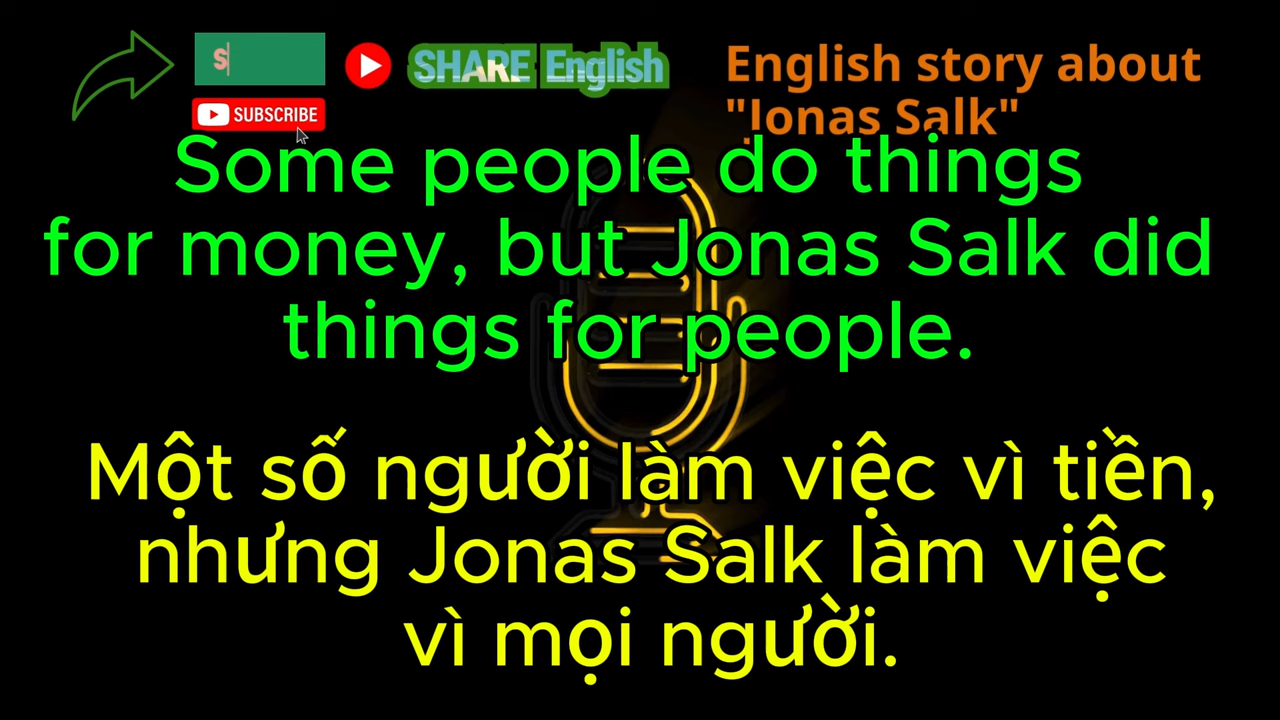 S
SUBSCRIBE
SHARE English
English story about
"Jonas Salk"
Some people do things
for money, but Jonas Salk did
things for people.
Một số người làm việc vì tiền,
nhưng Jonas Salk làm việc
vì mọi người.